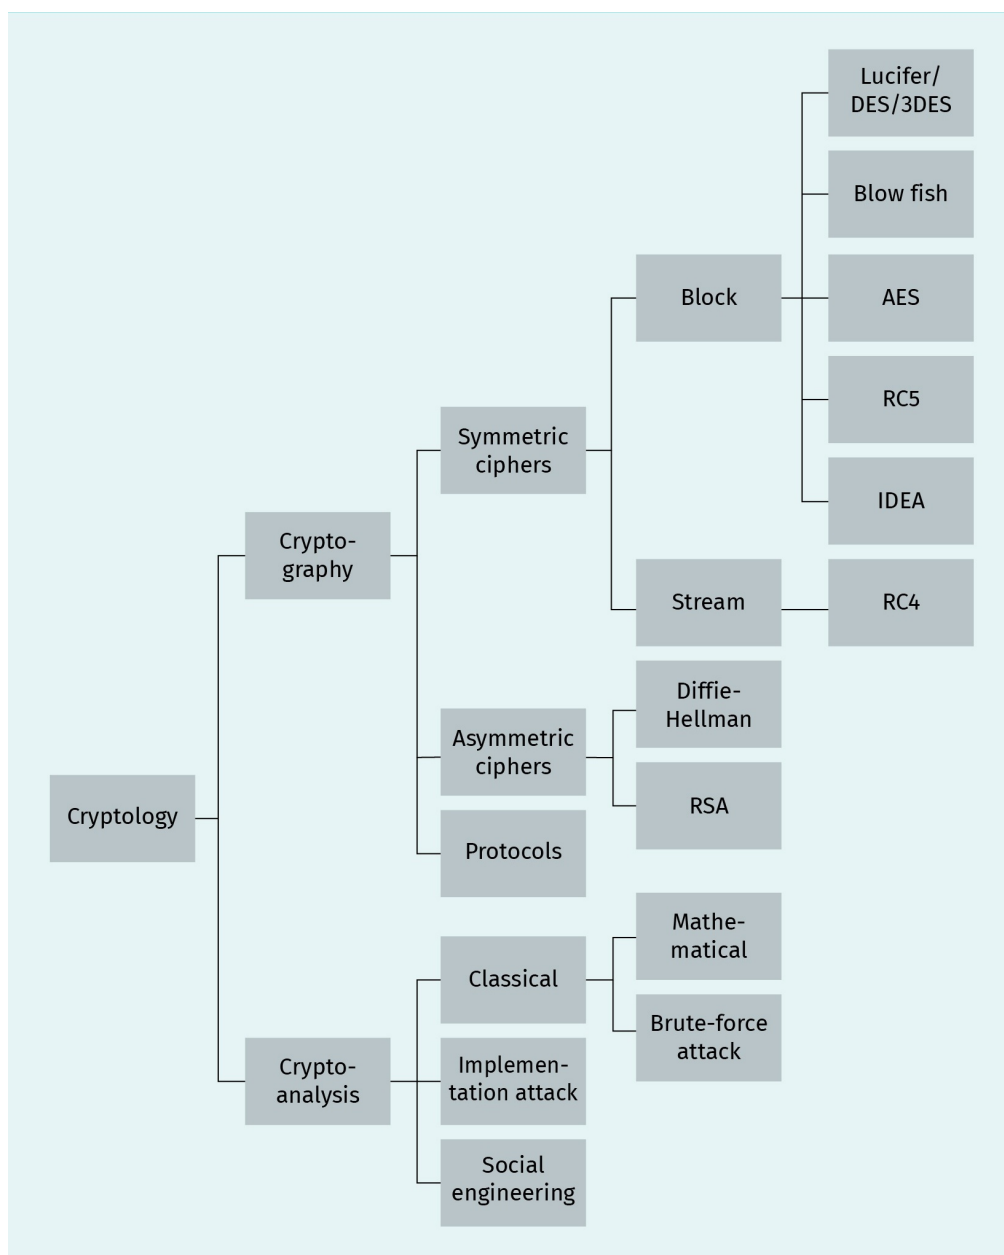 Lucifer/
DES/3DES
Blow fish
Block
AES
RC5
Symmetric
ciphers
IDEA
Crypto-
graphy
Stream
RC4
Diffie-
Hellman
Asymmetric
ciphers
RSA
Cryptology
Protocols
Mathe-
matical
Classical
Brute-force
attack
Crypto-
analysis
Implemen-
tation attack
Social
engineering